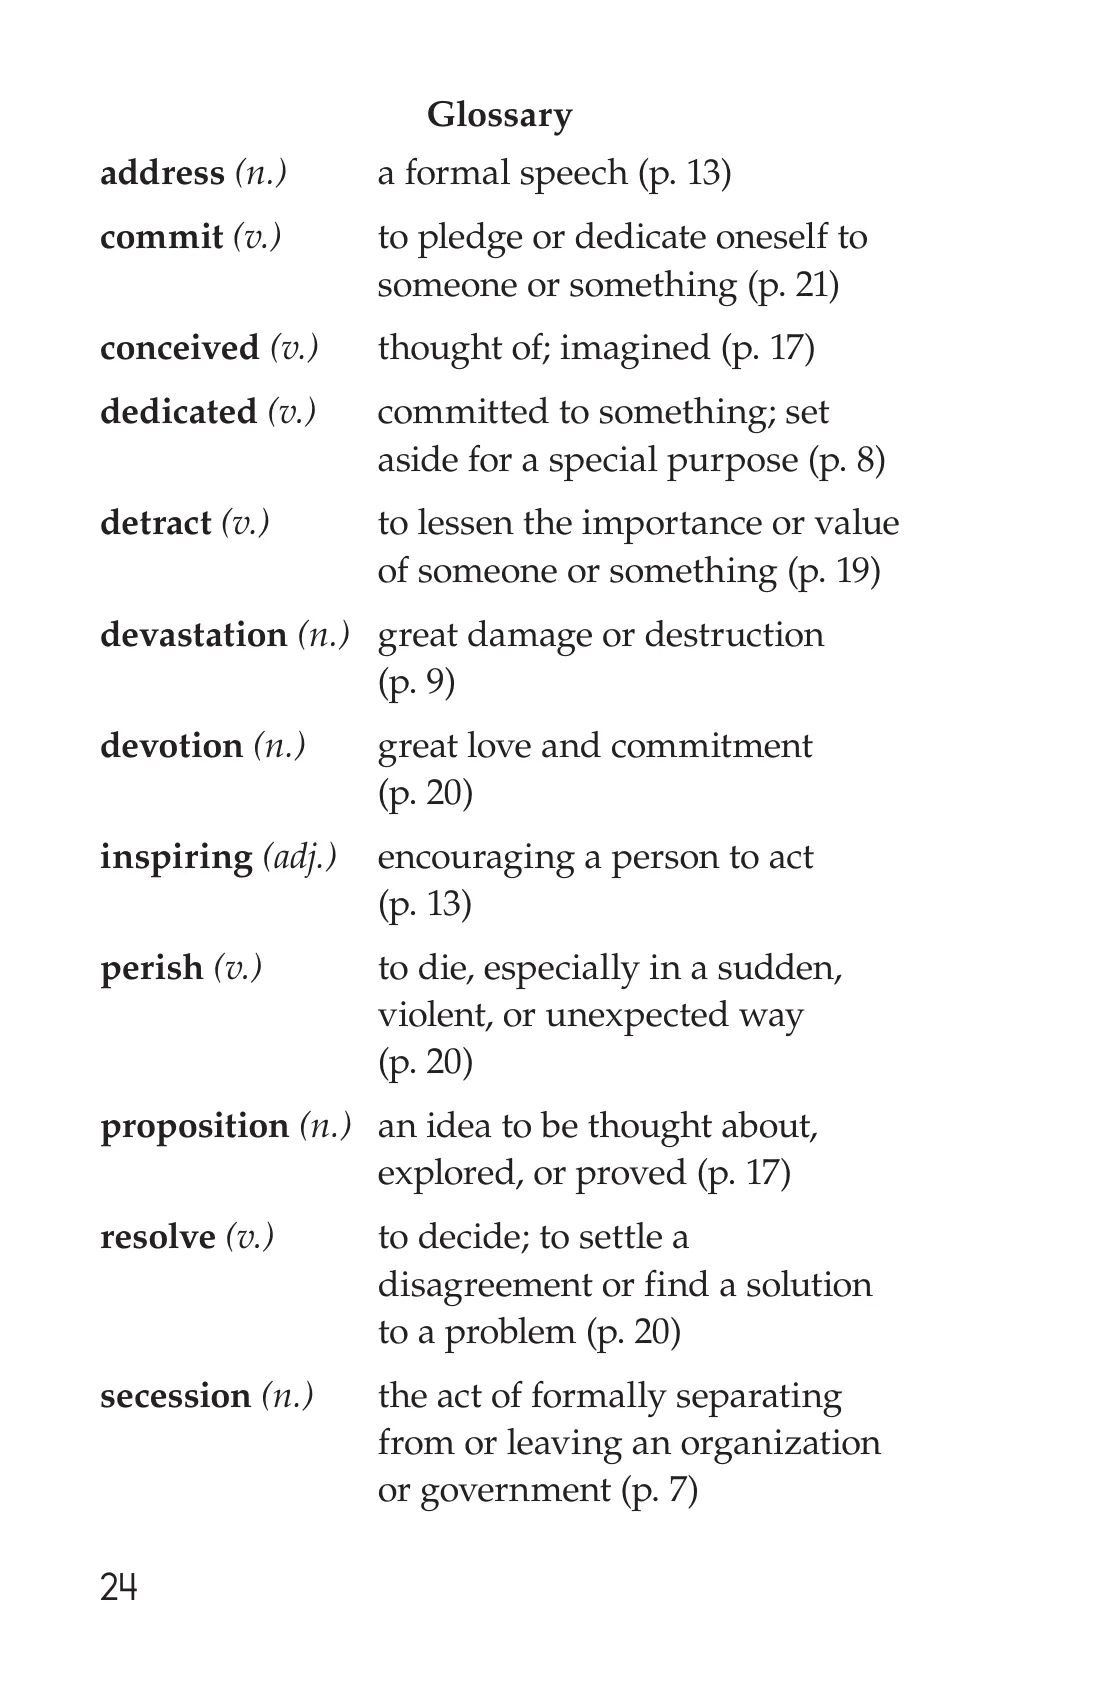 Glossary
address (n.) a formal speech (p. 13)
commit (v.) to pledge or dedicate oneself to
someone or something (p. 21)
conceived (v.) thought of; imagined (p. 17)
dedicated (v.) committed to something; set
aside for a special purpose (p. 8)
detract (v.) to lessen the importance or value
of someone or something (p. 19)
devastation (n.) great damage or destruction
(p. 9)
devotion (n.) great love and commitment
(p. 20)
inspiring (adj.) encouraging a person to act
(p. 13)
perish (v.) to die, especially in a sudden,
violent, or unexpected way
(p. 20)
proposition (n.) an idea to be thought about,
explored, or proved (p. 17)
resolve (v.) to decide; to settle a
disagreement or find a solution
to a problem (p. 20)
secession (n.) the act of formally separating
from or leaving an organization
or government (p. 7)
24